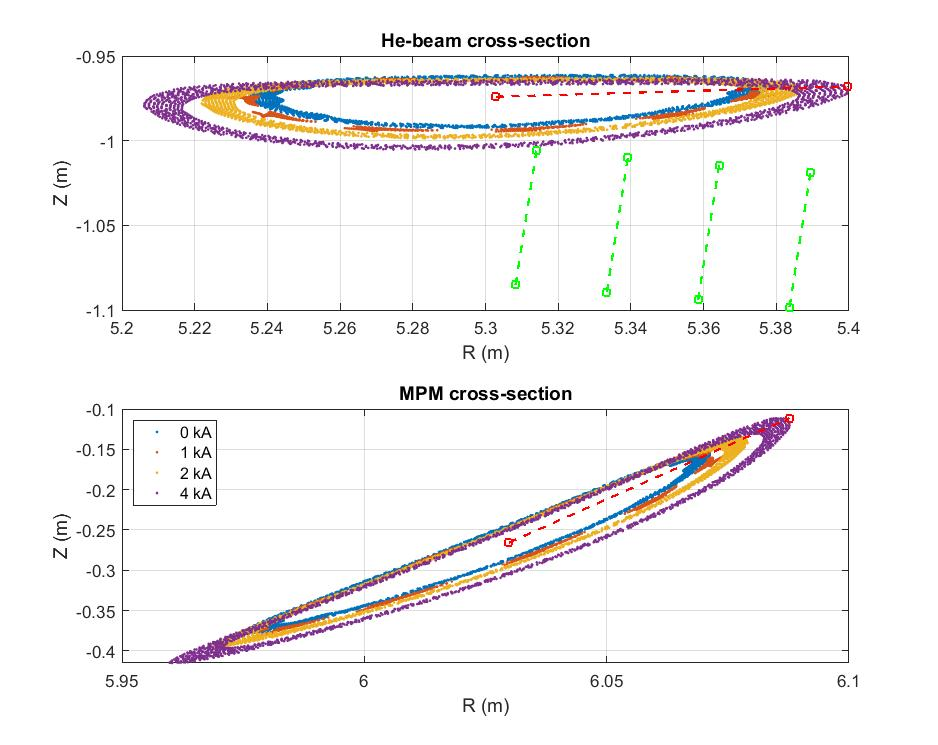 He-beam cross-section
-0.95
-1
-1.05
-1.1
Z (m)
5.2 5.22 5.24 5.26 5.28 5.3 5.32 5.34 5.36 5.38 5.4
R (m)
MPM cross-section
-0.1
-0.15
-0.2
-0.25
-0.3
-0.35
-0.4
Z (m)
0 kA
1 kA
2 kA
4 kA
5.95 6 6.05 6.1
R (m)